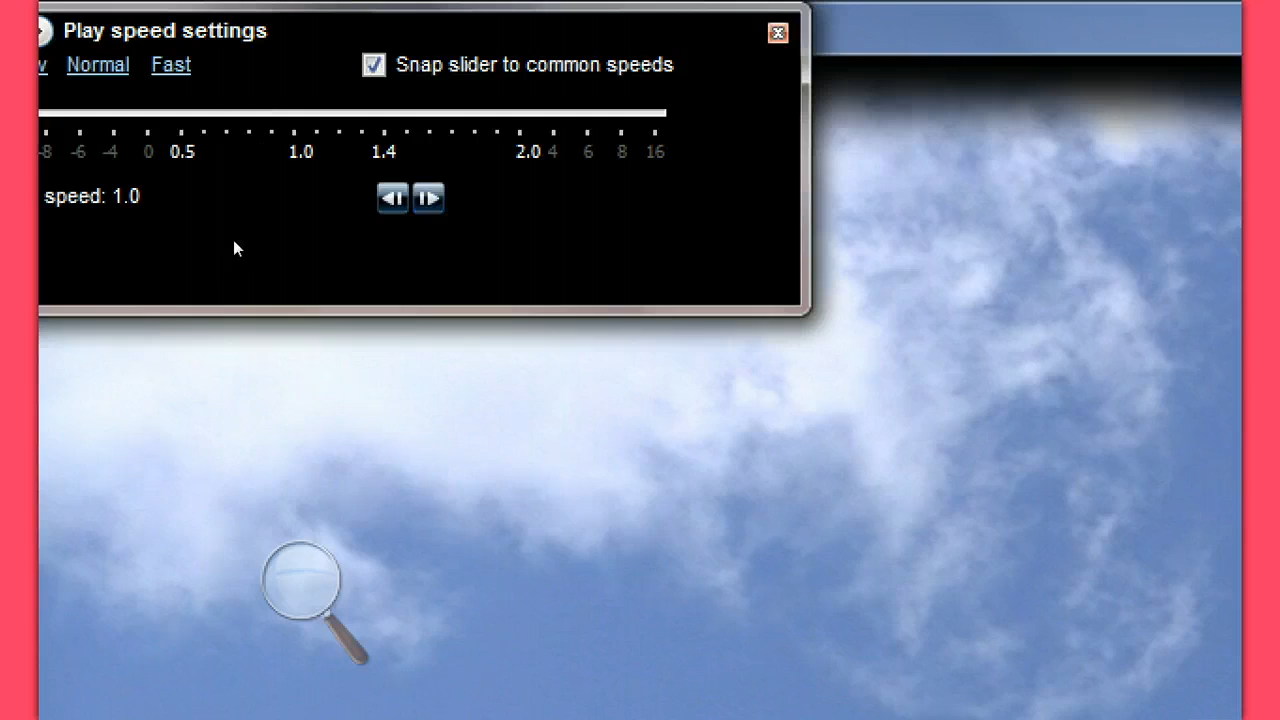 Play speed settings
w Normal Fast Snap slider to common speeds
-8 -6 -4 0 0.5 1.0 1.4 2.0 4 6 8 16
speed: 1.0